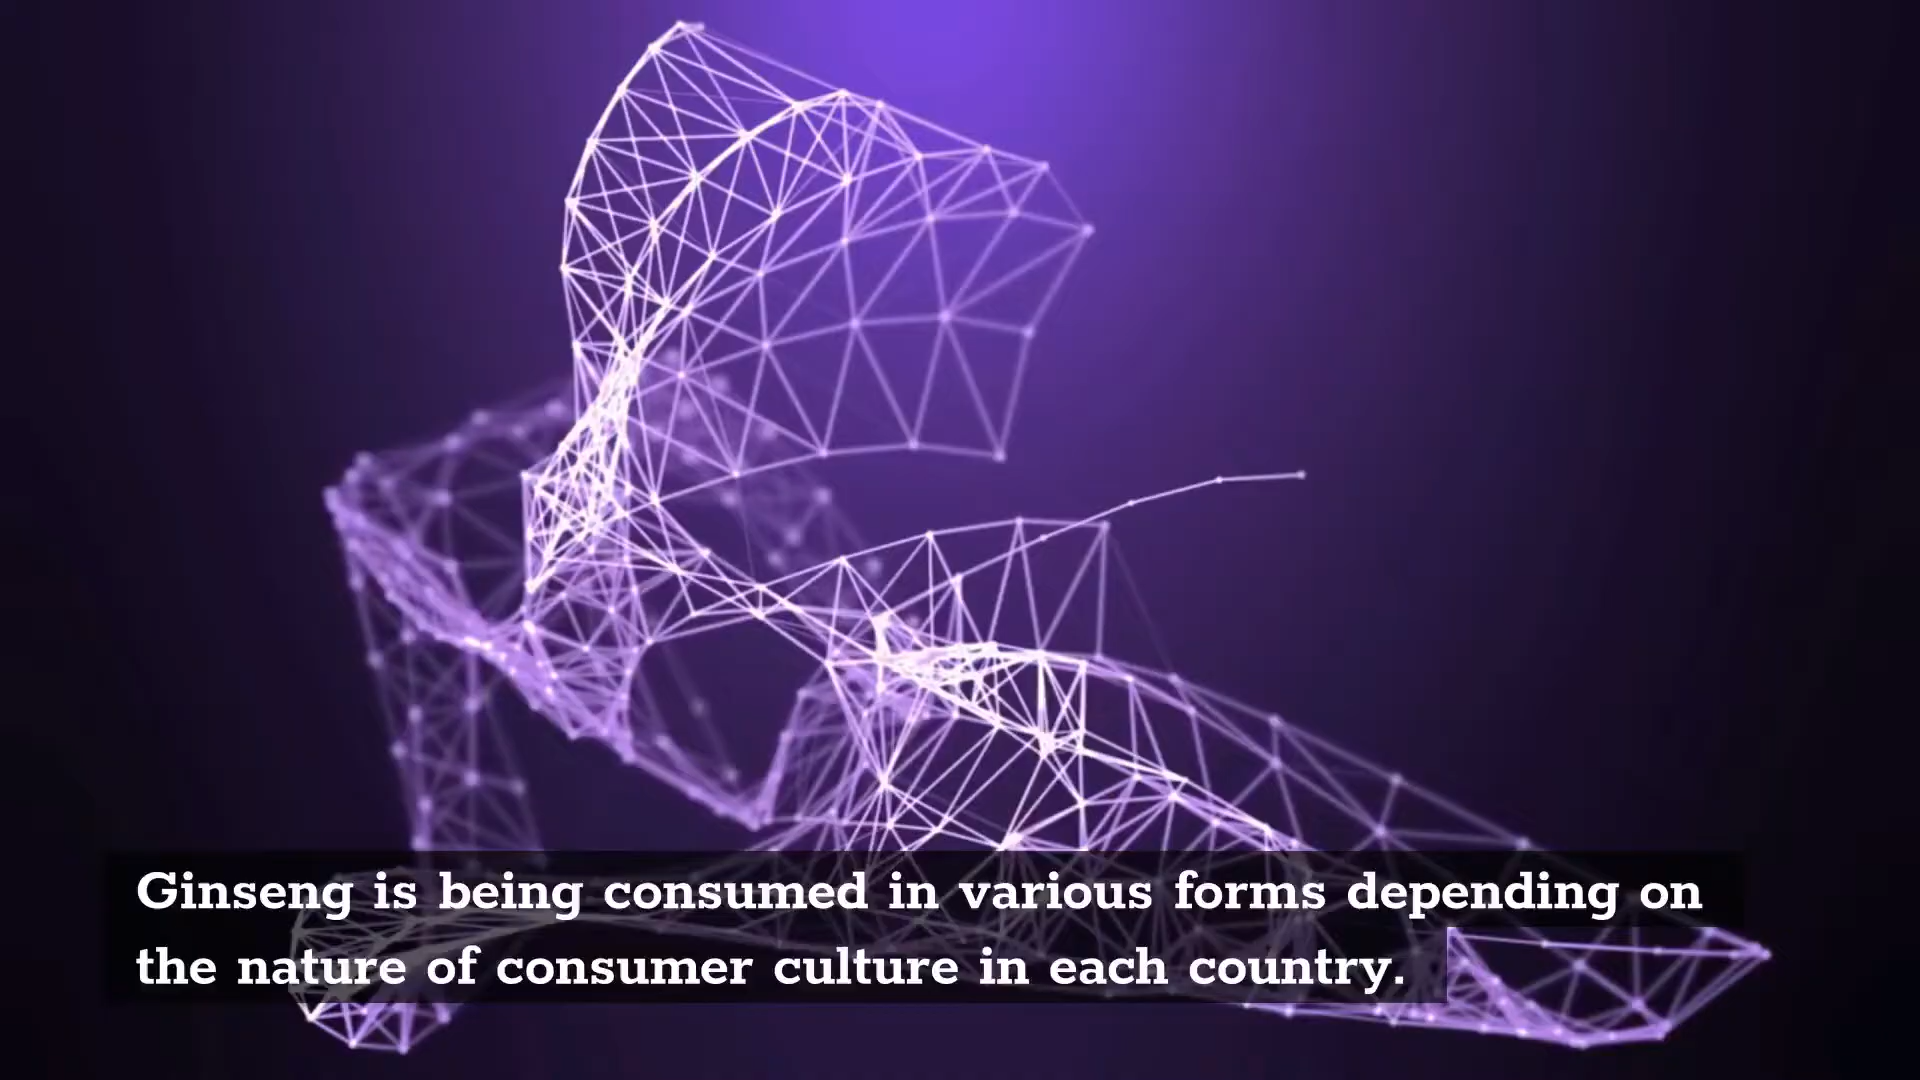 Ginseng is being consumed in various forms depending on
the nature of consumer culture in each country.